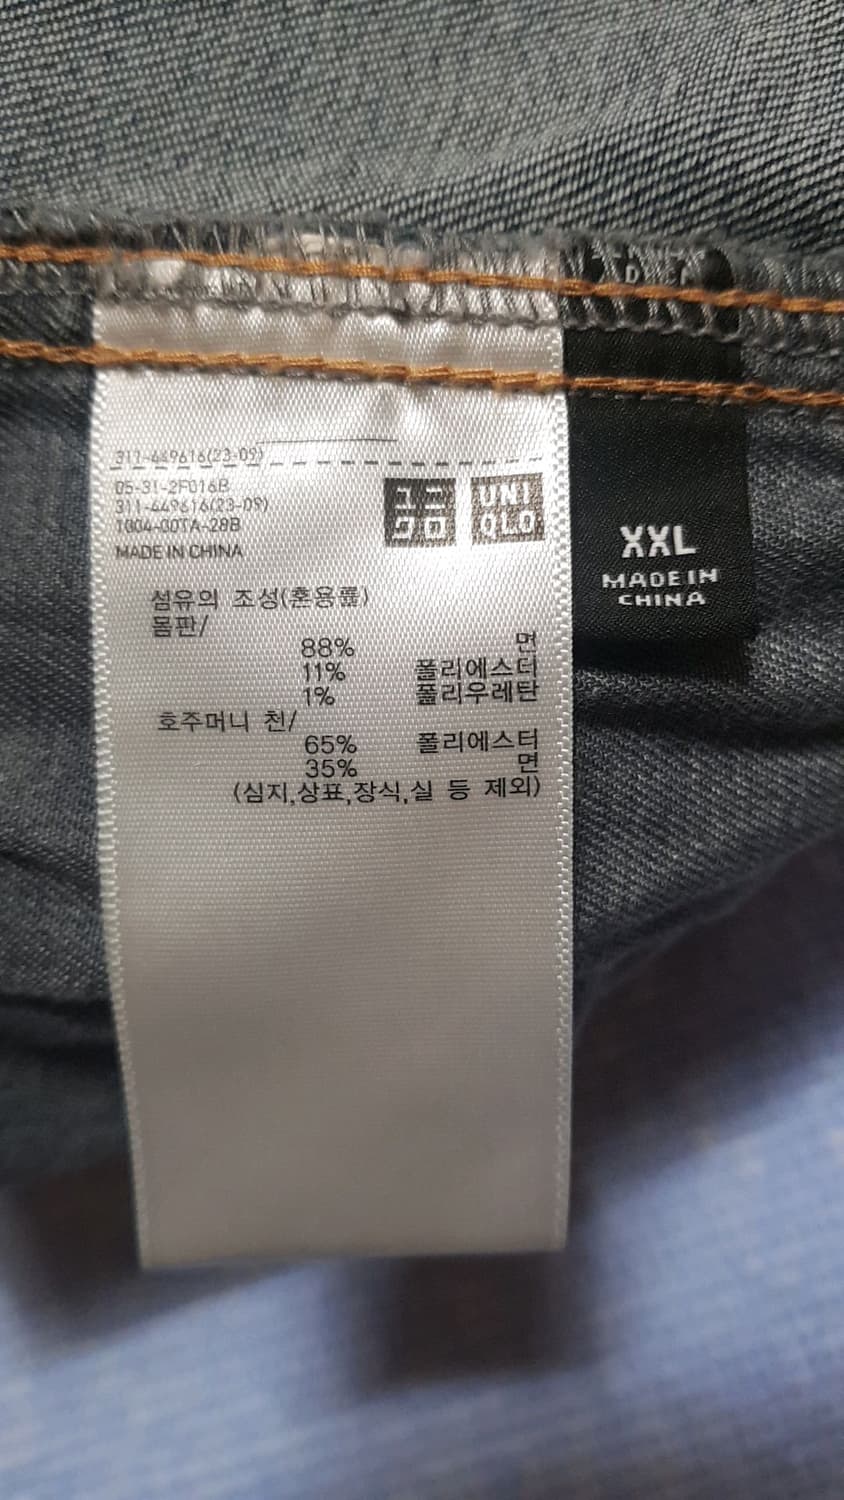 311-449616(23-09)
05-31-2F016B
311-449616(23-09)
1004-00TA-28B
MADE IN CHINA
ユニ
クロ
UNI
QLO
섬유의 조성(혼용률)
몸판/
88% 면
11% 폴리에스터
1% 폴리우레탄
호주머니 천/
65% 폴리에스터
35% 면
(심지,상표,장식,실 등 제외)
XXL
MADE IN
CHINA